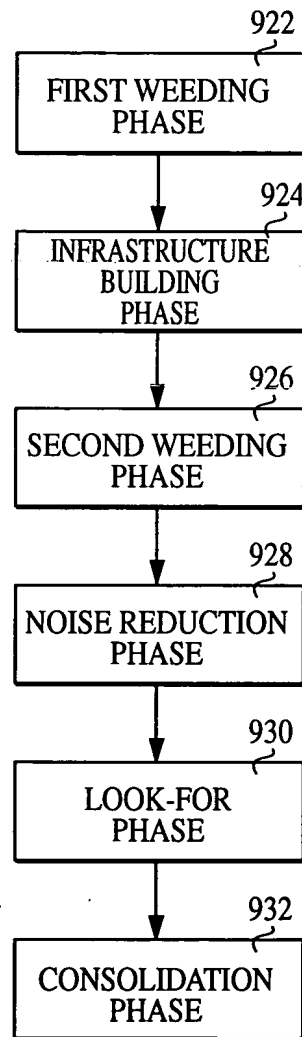 922
FIRST WEEDING
PHASE
924
INFRASTRUCTURE
BUILDING
PHASE
926
SECOND WEEDING
PHASE
928
NOISE REDUCTION
PHASE
930
LOOK-FOR
PHASE
932
CONSOLIDATION
PHASE